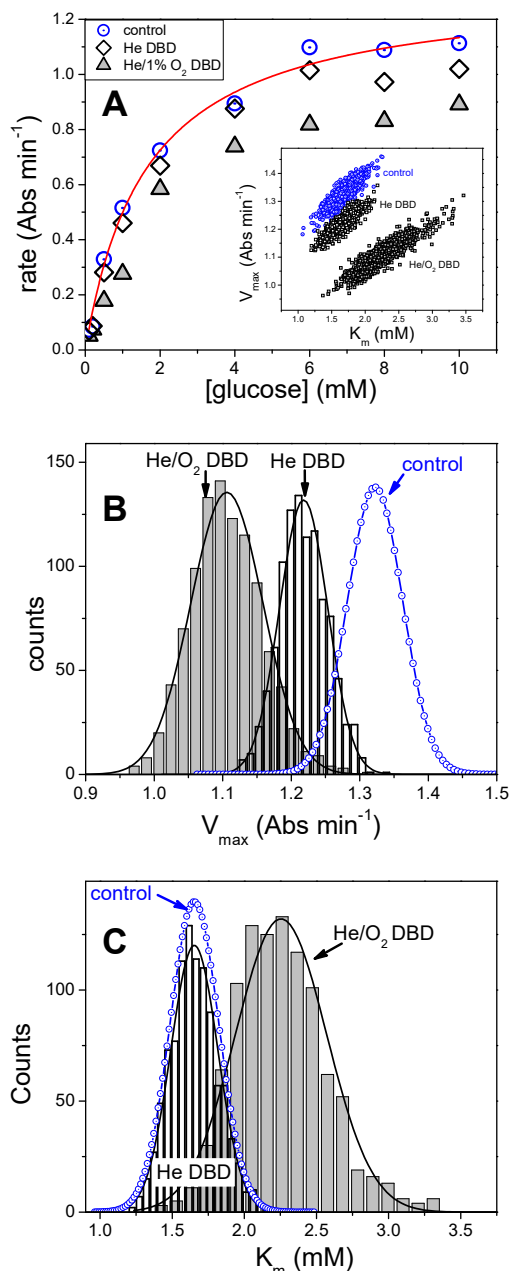 A
control
He DBD
He/1% O₂ DBD
rate (Abs min⁻¹)
1.2
1.0
0.8
0.6
0.4
0.2
0.0
0 2 4 6 8 10
[glucose] (mM)
control
He DBD
He/O₂ DBD
Vₘₐₓ (Abs min⁻¹)
1.4
1.3
1.2
1.1
1.0
1.0 1.5 2.0 2.5 3.0 3.5
Kₘ (mM)
B
He/O₂ DBD
He DBD
control
counts
150
100
50
0
0.9 1.0 1.1 1.2 1.3 1.4 1.5
Vₘₐₓ (Abs min⁻¹)
C
control
He/O₂ DBD
He DBD
Counts
100
50
0
1.0 1.5 2.0 2.5 3.0 3.5
Kₘ (mM)